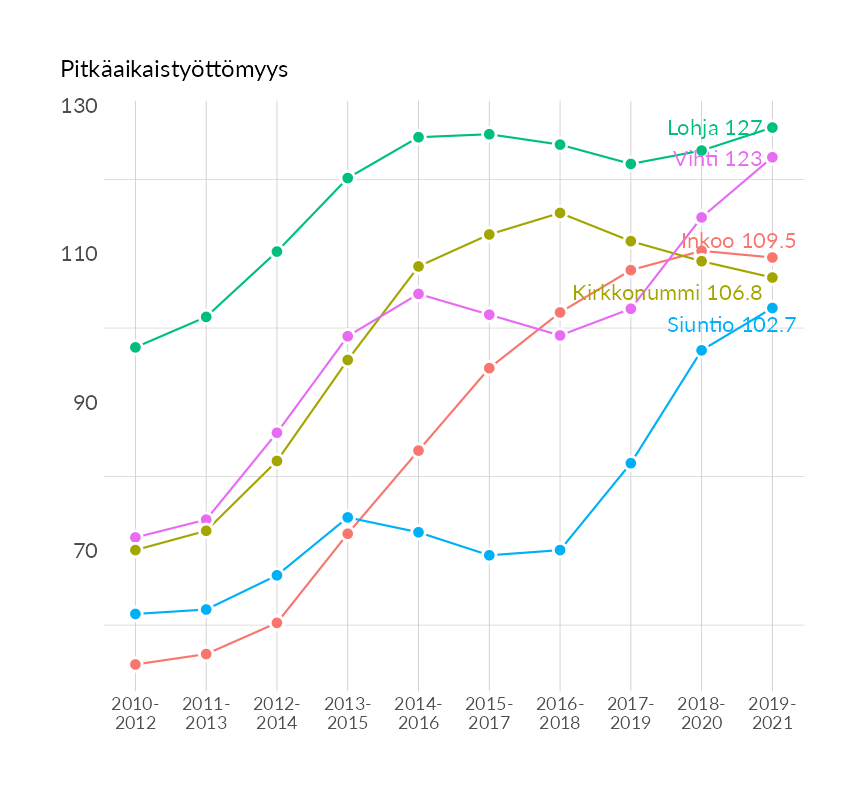 Pitkäaikaistyöttömyys
130
Lohja 127
Vihti 123
Inkoo 109.5
110
Kirkkonummi 106.8
Siuntio 102.7
90
70
2010- 2011- 2012- 2013- 2014- 2015- 2016- 2017- 2018- 2019-
2012 2013 2014 2015 2016 2017 2018 2019 2020 2021